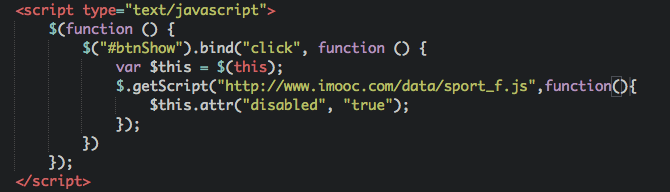 <script type="text/javascript">
    $(function () {
        $("#btnShow").bind("click", function () {
            var $this = $(this);
            $.getScript("http://www.imooc.com/data/sport_f.js",function(){
                $this.attr("disabled", "true");
            });
        })
    });
</script>